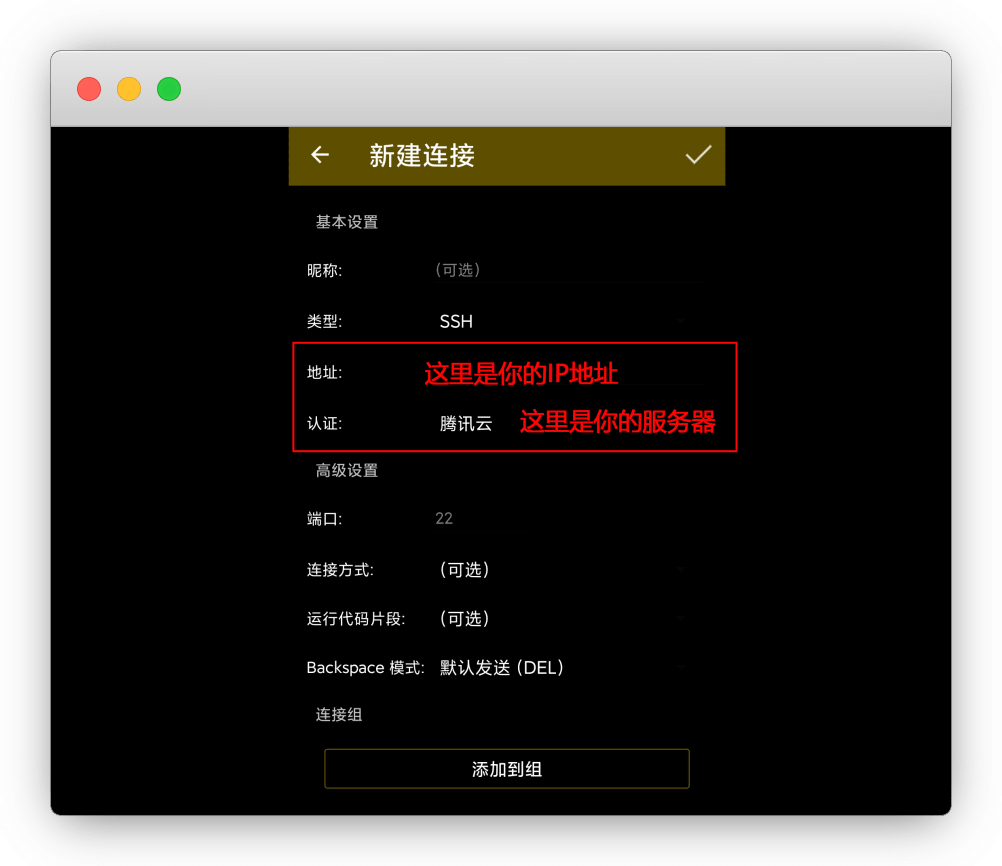 新建连接
基本设置
昵称: (可选)
类型: SSH
地址: 这里是你的IP地址
认证: 腾讯云 这里是你的服务器
高级设置
端口: 22
连接方式: (可选)
运行代码片段: (可选)
Backspace 模式: 默认发送 (DEL)
连接组
添加到组